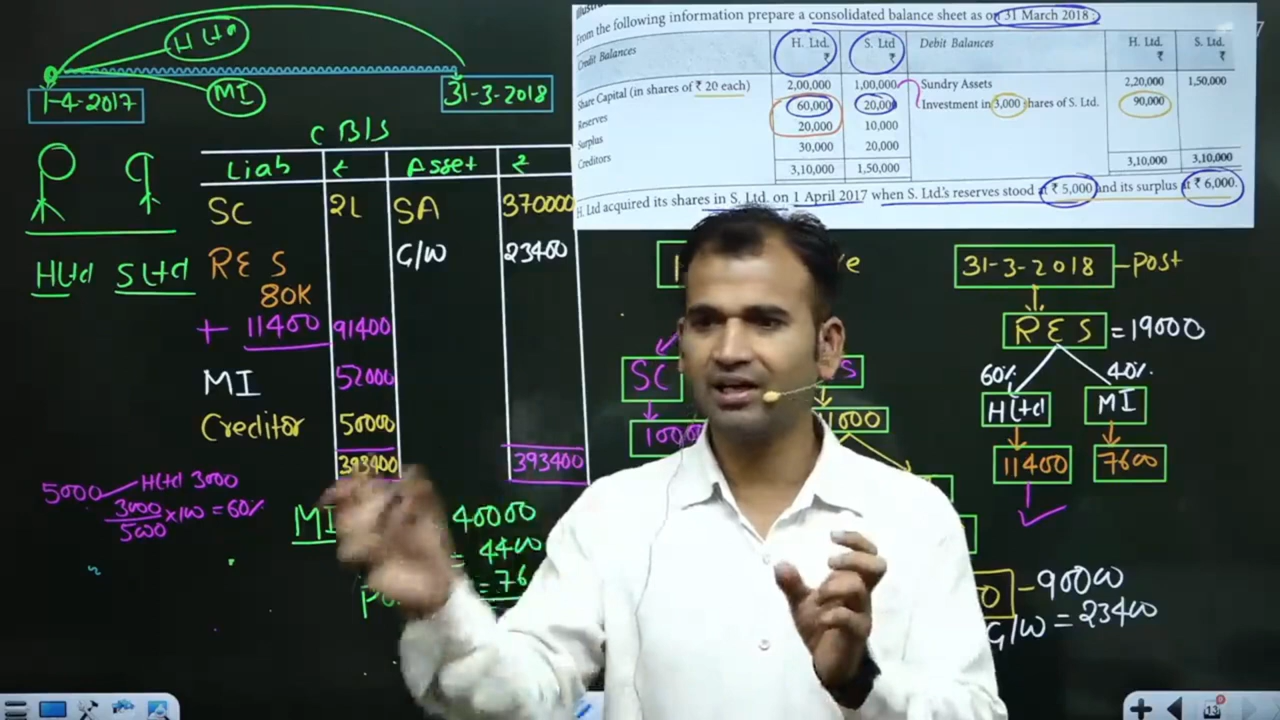 H Ltd
MI
1-4-2017
31-3-2018
From the following information prepare a consolidated balance sheet as on 31 March 2018 :
Credit Balances H. Ltd. ₹ S. Ltd ₹ Debit Balances H. Ltd. ₹ S. Ltd. ₹
Share Capital (in shares of ₹ 20 each) 2,00,000 1,00,000 Sundry Assets 2,20,000 1,50,000
Reserves 60,000 20,000 Investment in 3,000 shares of S. Ltd. 90,000
Surplus 20,000 10,000
Creditors 30,000 20,000
3,10,000 1,50,000 3,10,000 3,10,000
H. Ltd acquired its shares in S. Ltd. on 1 April 2017 when S. Ltd.'s reserves stood at ₹ 5,000 and its surplus at ₹ 6,000.
C B/S
Liab ₹ Asset ₹
SC 2L SA 370000
R E S G/W 23400
80K
+ 11400 91400
MI 52000
Creditor 50000
393400 393400
H Ltd S Ltd
5000 H Ltd 3000
3000/500 x 100 = 60%
MI 40000
= 4400
= 76
SC
S
1000
1000
31-3-2018 - Post
R E S = 19000
60% 40%
H Ltd MI
11400 7600
0 - 90000
G/W = 23400
13